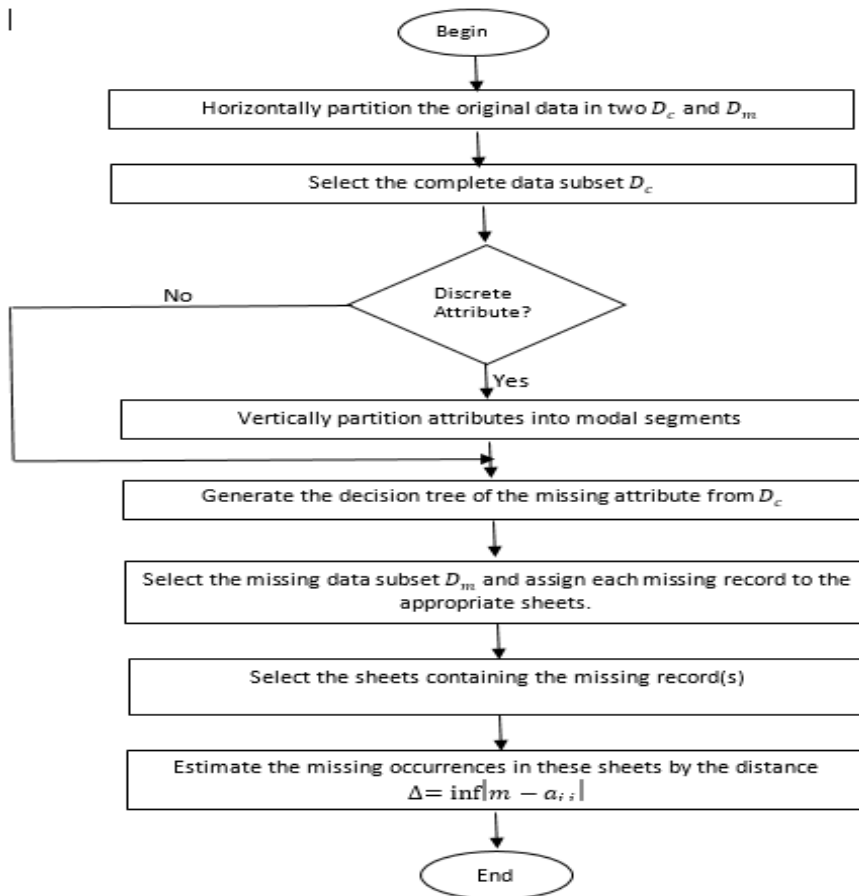 Begin
Horizontally partition the original data in two D_c and D_m
Select the complete data subset D_c
No
Discrete
Attribute?
Yes
Vertically partition attributes into modal segments
Generate the decision tree of the missing attribute from D_c
Select the missing data subset D_m and assign each missing record to the
appropriate sheets.
Select the sheets containing the missing record(s)
Estimate the missing occurrences in these sheets by the distance
Δ= inf|m − a_{i j}|
End